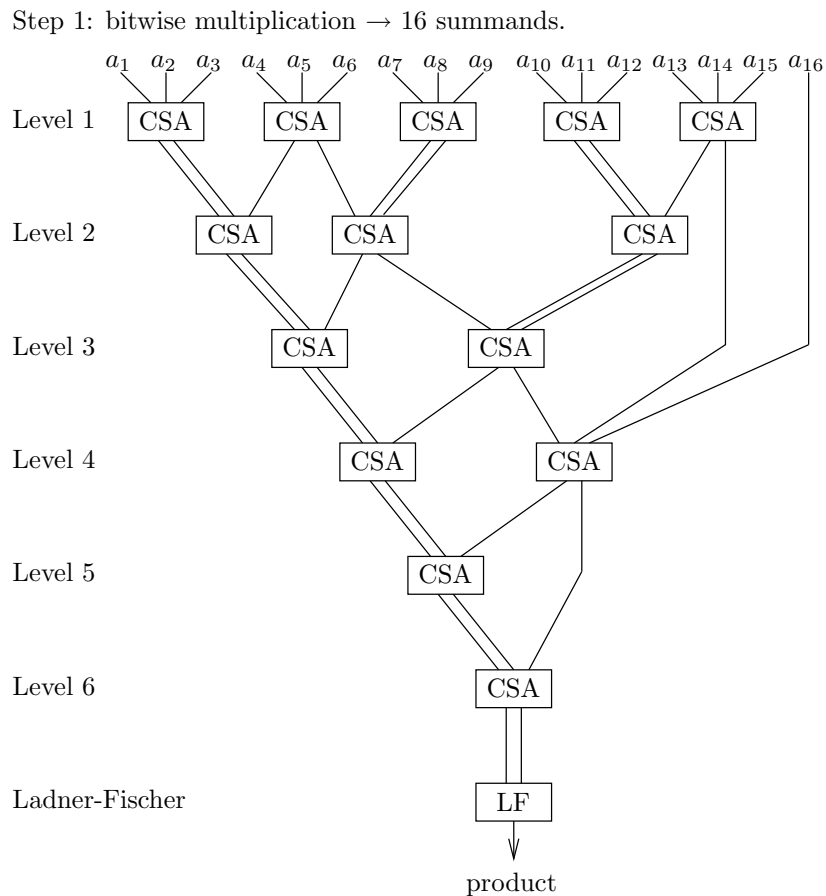 Step 1: bitwise multiplication → 16 summands.
a₁ a₂ a₃ a₄ a₅ a₆ a₇ a₈ a₉ a₁₀ a₁₁ a₁₂ a₁₃ a₁₄ a₁₅ a₁₆
Level 1 CSA CSA CSA CSA CSA
Level 2 CSA CSA CSA
Level 3 CSA CSA
Level 4 CSA CSA
Level 5 CSA
Level 6 CSA
Ladner-Fischer LF
product